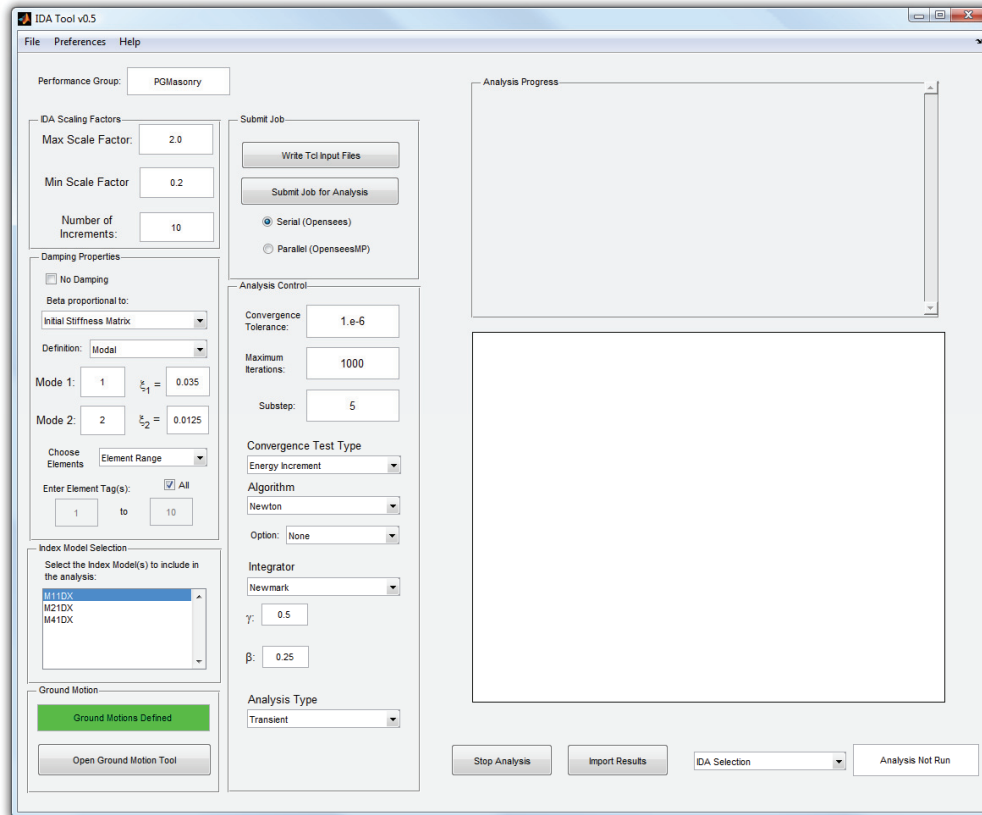 IDA Tool v0.5
File Preferences Help
Performance Group: PGMasonry
IDA Scaling Factors
Max Scale Factor: 2.0
Min Scale Factor 0.2
Number of
Increments: 10
Damping Properties
No Damping
Beta proportional to:
Initial Stiffness Matrix
Definition: Modal
Mode 1: 1 ξ1 = 0.035
Mode 2: 2 ξ2 = 0.0125
Choose
Elements Element Range
Enter Element Tag(s): All
1 to 10
Index Model Selection
Select the Index Model(s) to include in
the analysis:
M11DX
M21DX
M41DX
Ground Motion
Ground Motions Defined
Open Ground Motion Tool
Submit Job
Write Tcl Input Files
Submit Job for Analysis
Serial (Opensees)
Parallel (OpenseesMP)
Analysis Control
Convergence
Tolerance: 1.e-6
Maximum
Iterations: 1000
Substep: 5
Convergence Test Type
Energy Increment
Algorithm
Newton
Option: None
Integrator
Newmark
γ: 0.5
β: 0.25
Analysis Type
Transient
Analysis Progress
Stop Analysis Import Results IDA Selection Analysis Not Run